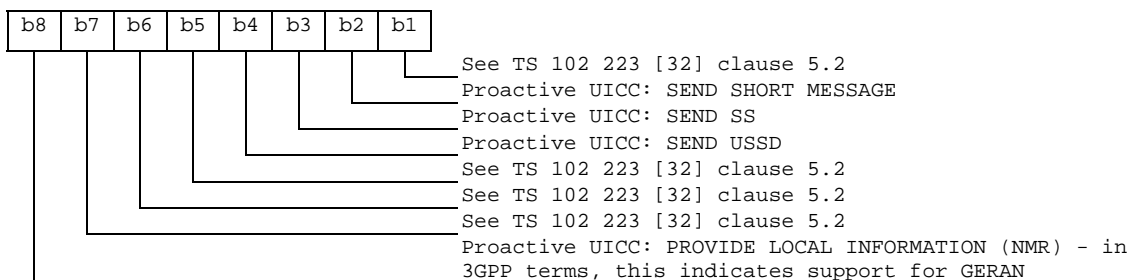 b8 b7 b6 b5 b4 b3 b2 b1
See TS 102 223 [32] clause 5.2
Proactive UICC: SEND SHORT MESSAGE
Proactive UICC: SEND SS
Proactive UICC: SEND USSD
See TS 102 223 [32] clause 5.2
See TS 102 223 [32] clause 5.2
See TS 102 223 [32] clause 5.2
Proactive UICC: PROVIDE LOCAL INFORMATION (NMR) - in
3GPP terms, this indicates support for GERAN